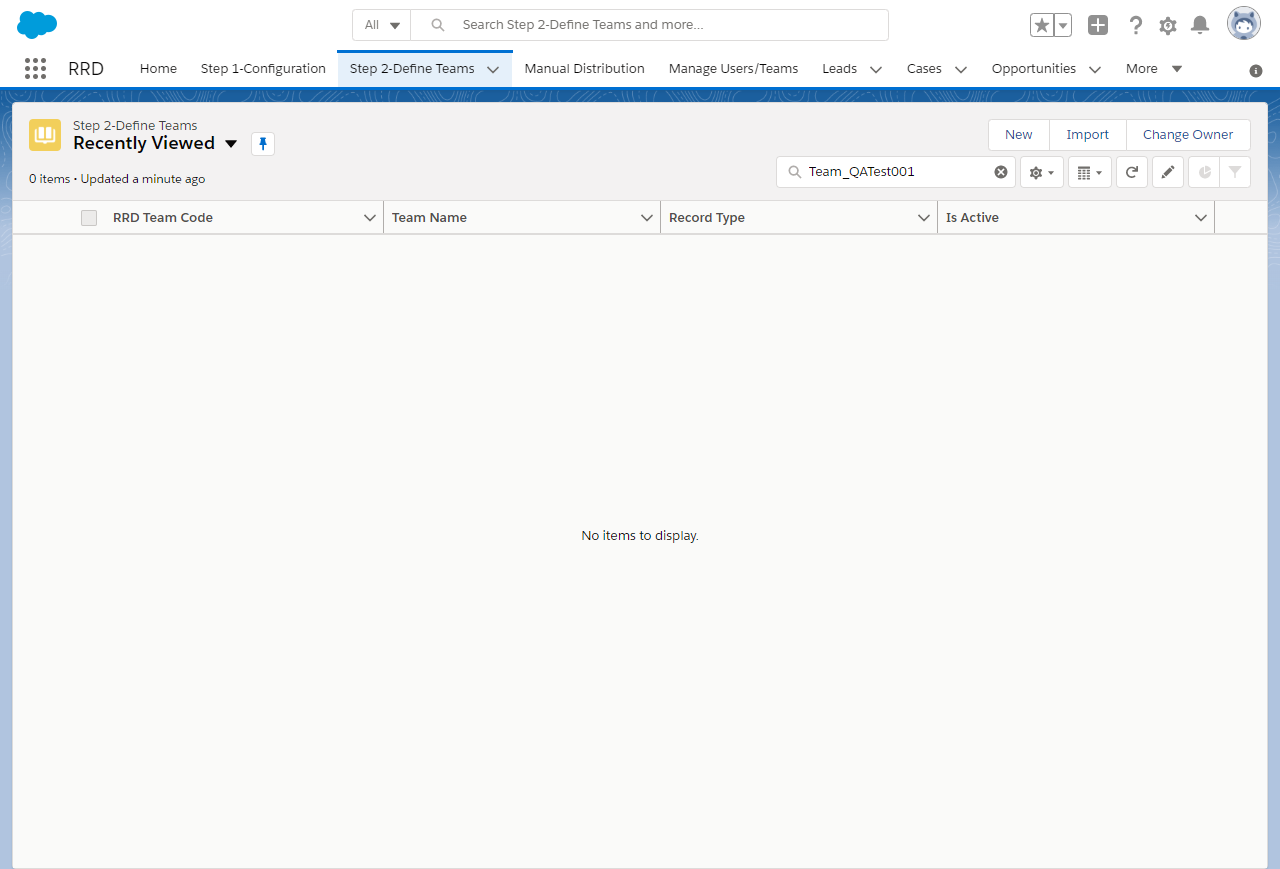 All
Search Step 2-Define Teams and more...
RRD
Home
Step 1-Configuration
Step 2-Define Teams
Manual Distribution
Manage Users/Teams
Leads
Cases
Opportunities
More
Step 2-Define Teams
Recently Viewed
New
Import
Change Owner
0 items • Updated a minute ago
Team_QATest001
RRD Team Code
Team Name
Record Type
Is Active
No items to display.